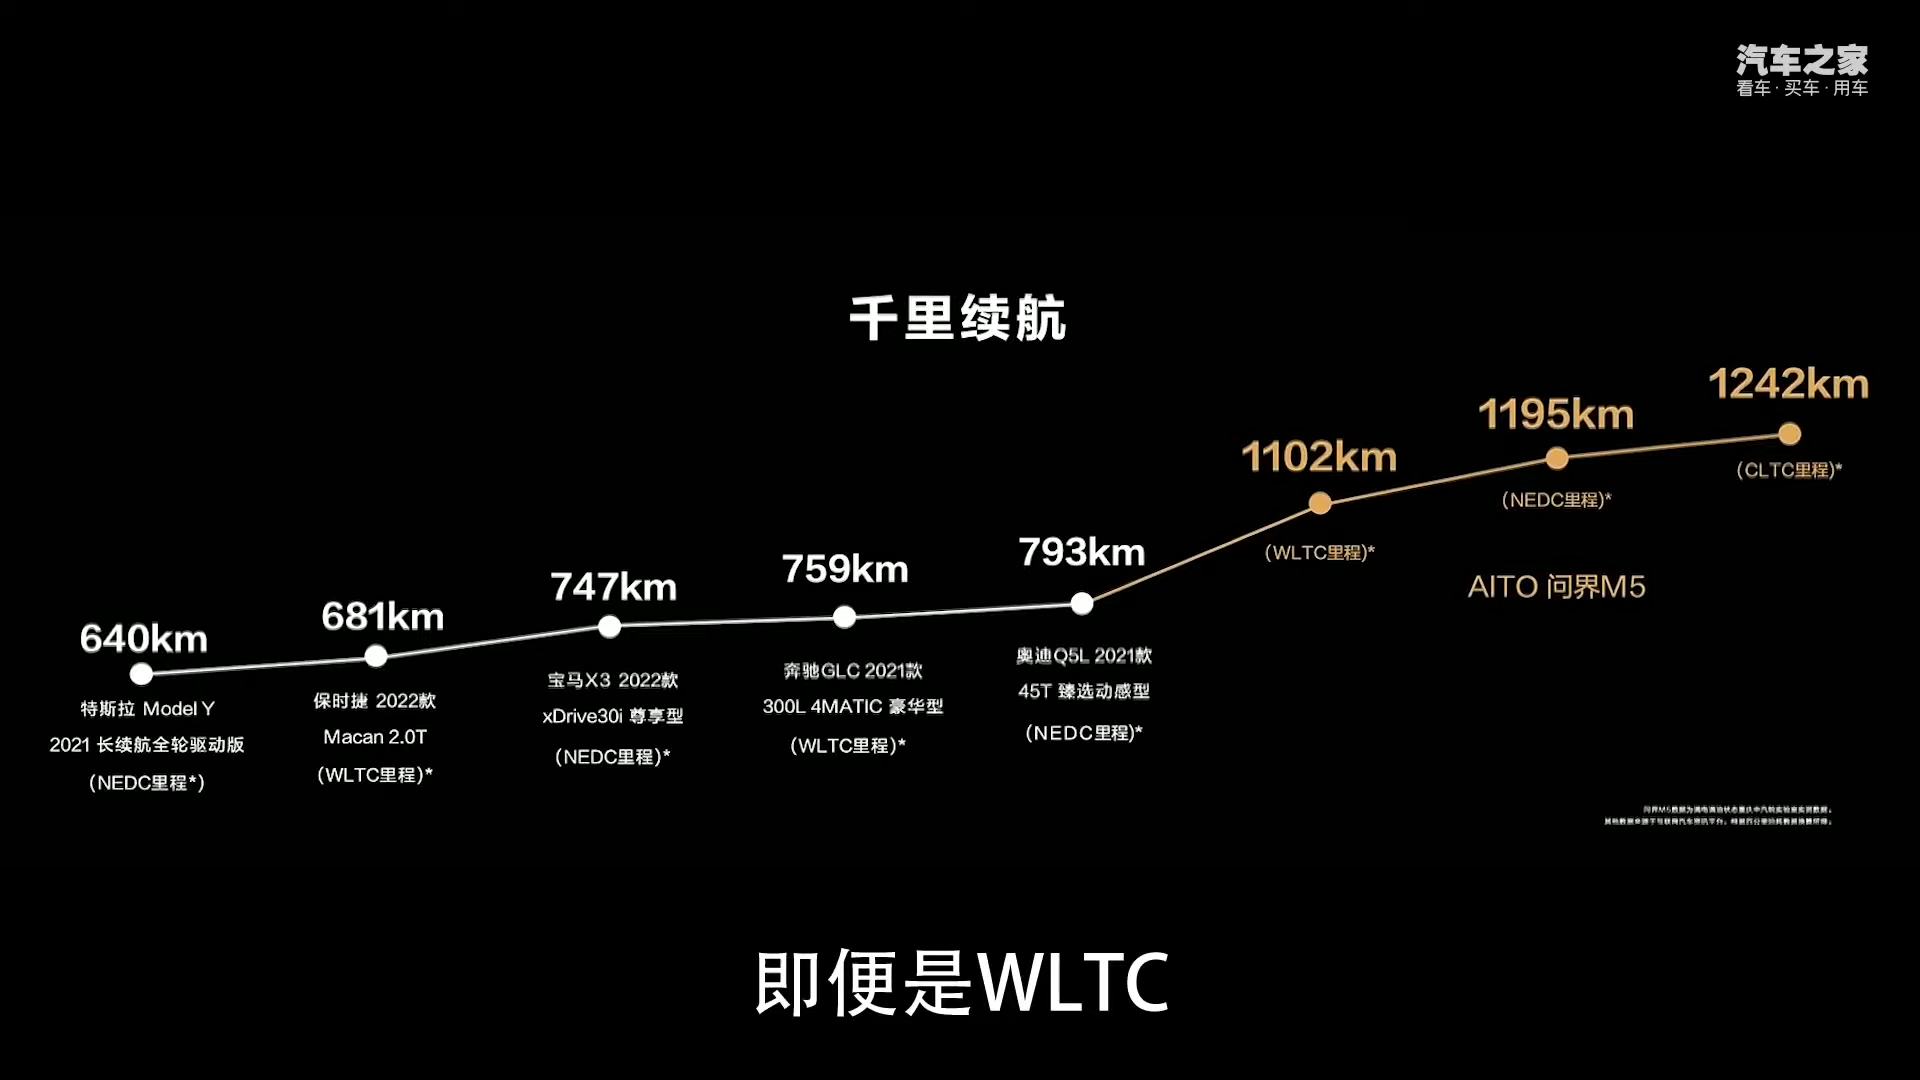 汽车之家
看车·买车·用车
千里续航
640km
特斯拉 Model Y
2021 长续航全轮驱动版
(NEDC里程*)
681km
保时捷 2022款
Macan 2.0T
(WLTC里程)*
747km
宝马X3 2022款
xDrive30i 尊享型
(NEDC里程)*
759km
奔驰GLC 2021款
300L 4MATIC 豪华型
(WLTC里程)*
793km
奥迪Q5L 2021款
45T 臻选动感型
(NEDC里程)*
1102km
(WLTC里程)*
1195km
(NEDC里程)*
1242km
(CLTC里程)*
AITO 问界M5
即便是WLTC